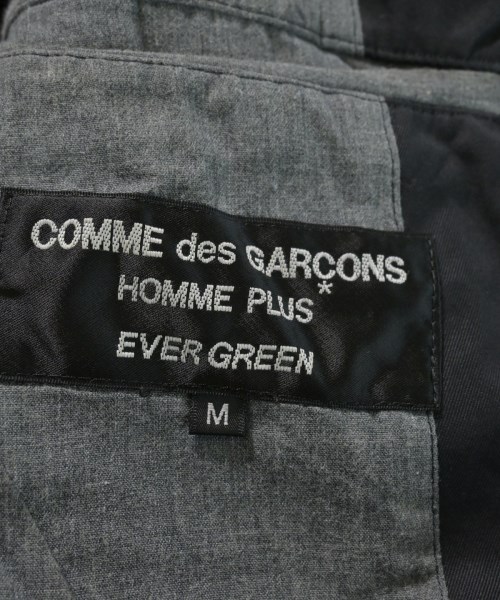 COMME des GARÇONS
HOMME PLUS*
EVER GREEN
M